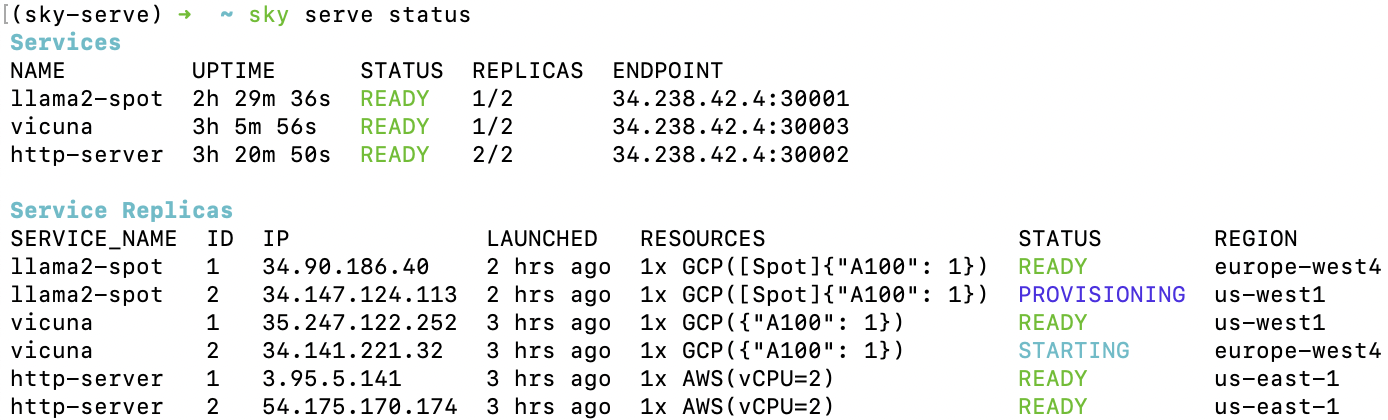 [(sky-serve) ➜  ~ sky serve status
Services
NAME         UPTIME      STATUS  REPLICAS  ENDPOINT
llama2-spot  2h 29m 36s  READY   1/2       34.238.42.4:30001
vicuna       3h 5m 56s   READY   1/2       34.238.42.4:30003
http-server  3h 20m 50s  READY   2/2       34.238.42.4:30002
Service Replicas
SERVICE_NAME  ID  IP              LAUNCHED   RESOURCES                  STATUS        REGION
llama2-spot   1   34.90.186.40    2 hrs ago  1x GCP([Spot]{"A100": 1})  READY         europe-west4
llama2-spot   2   34.147.124.113  2 hrs ago  1x GCP([Spot]{"A100": 1})  PROVISIONING  us-west1
vicuna        1   35.247.122.252  3 hrs ago  1x GCP({"A100": 1})        READY         us-west1
vicuna        2   34.141.221.32   3 hrs ago  1x GCP({"A100": 1})        STARTING      europe-west4
http-server   1   3.95.5.141      3 hrs ago  1x AWS(vCPU=2)             READY         us-east-1
http-server   2   54.175.170.174  3 hrs ago  1x AWS(vCPU=2)             READY         us-east-1